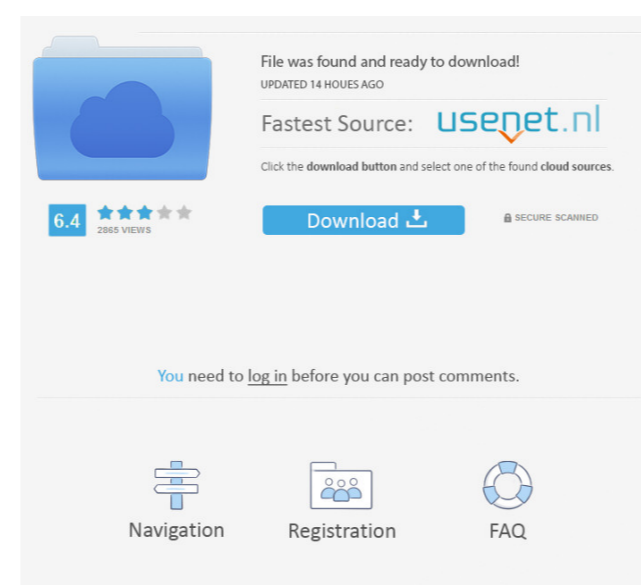 File was found and ready to download!
UPDATED 14 HOUES AGO
Fastest Source: usenet.nl
Click the download button and select one of the found cloud sources.
6.4
2865 VIEWS
Download
SECURE SCANNED
You need to log in before you can post comments.
Navigation Registration FAQ